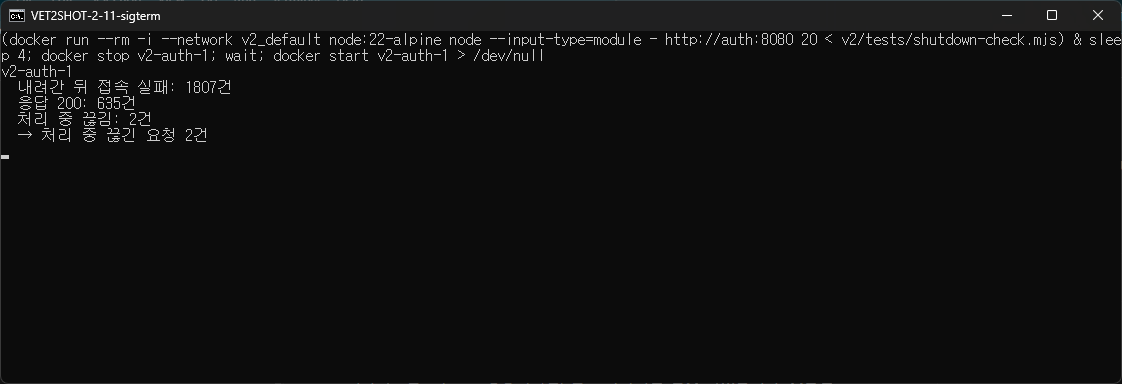 VET2SHOT-2-11-sigterm
(docker run --rm -i --network v2_default node:22-alpine node --input-type=module - http://auth:8080 20 < v2/tests/shutdown-check.mjs) & slee
p 4; docker stop v2-auth-1; wait; docker start v2-auth-1 > /dev/null
v2-auth-1
내려간 뒤 접속 실패: 1807건
응답 200: 635건
처리 중 끊김: 2건
→ 처리 중 끊긴 요청 2건